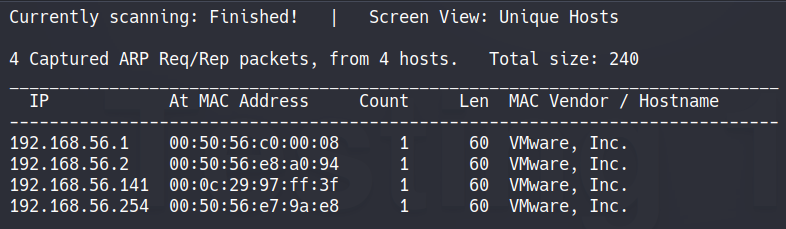 Currently scanning: Finished!   |   Screen View: Unique Hosts
4 Captured ARP Req/Rep packets, from 4 hosts.   Total size: 240
_____________________________________________________________________________
  IP            At MAC Address     Count     Len  MAC Vendor / Hostname
-----------------------------------------------------------------------------
192.168.56.1    00:50:56:c0:00:08      1      60  VMware, Inc.
192.168.56.2    00:50:56:e8:a0:94      1      60  VMware, Inc.
192.168.56.141  00:0c:29:97:ff:3f      1      60  VMware, Inc.
192.168.56.254  00:50:56:e7:9a:e8      1      60  VMware, Inc.